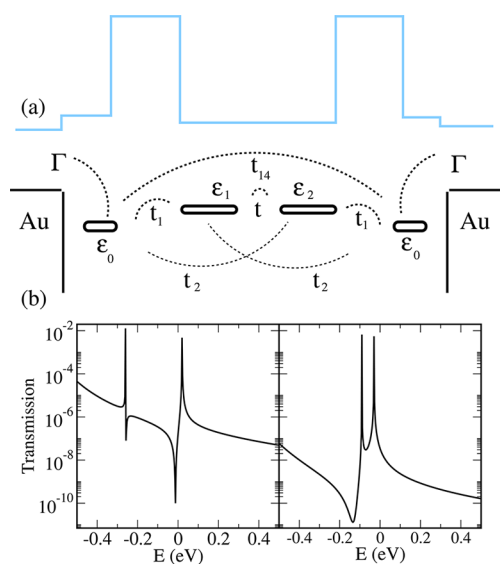 (a)
Γ Γ
t₁₄
ε₁ ε₂
Au t₁ t t₁ Au
ε₀ ε₀
t₂ t₂
(b)
10⁻²
10⁻⁴
10⁻⁶
10⁻⁸
10⁻¹⁰
Transmission
-0.4 -0.2 0 0.2 0.4 -0.4 -0.2 0 0.2 0.4
E (eV) E (eV)